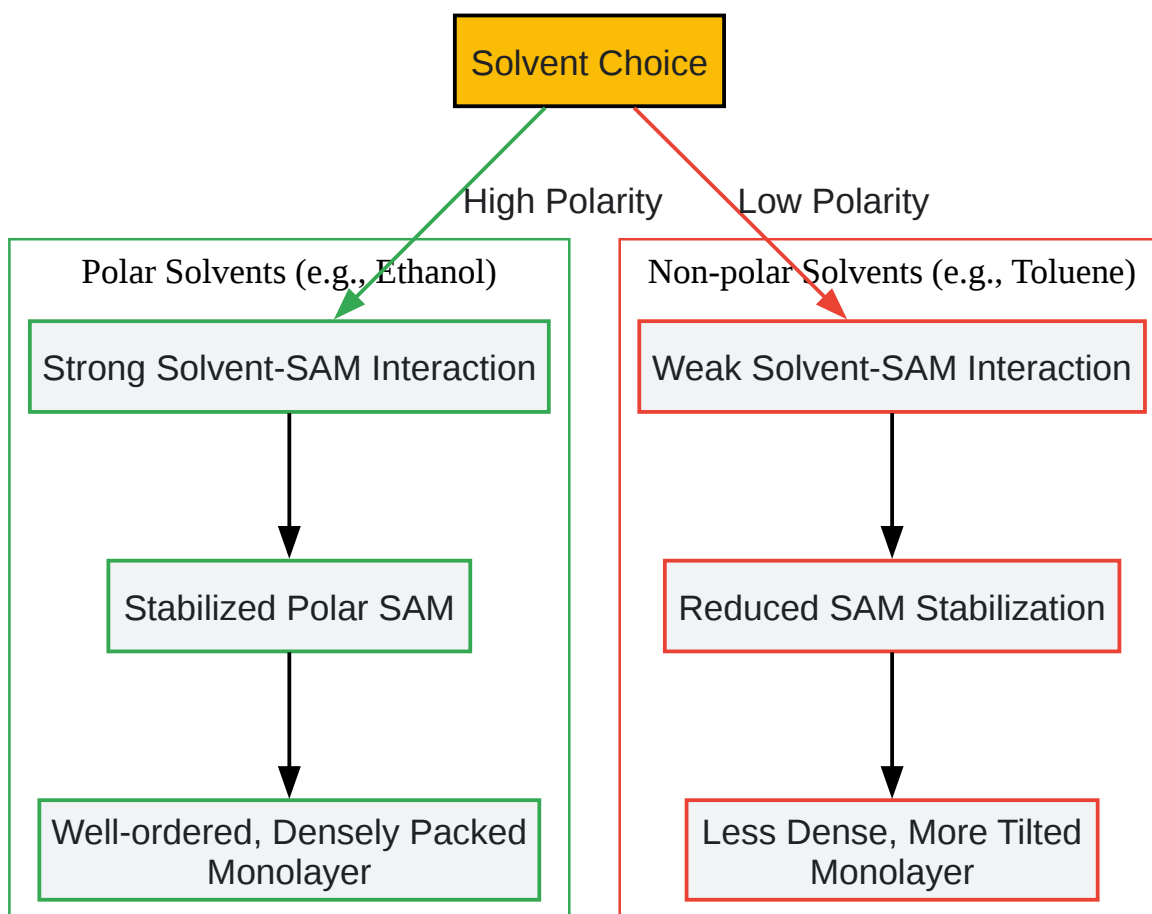 Solvent Choice
High Polarity
Low Polarity
Polar Solvents (e.g., Ethanol)
Strong Solvent-SAM Interaction
Stabilized Polar SAM
Well-ordered, Densely Packed
Monolayer
Non-polar Solvents (e.g., Toluene)
Weak Solvent-SAM Interaction
Reduced SAM Stabilization
Less Dense, More Tilted
Monolayer